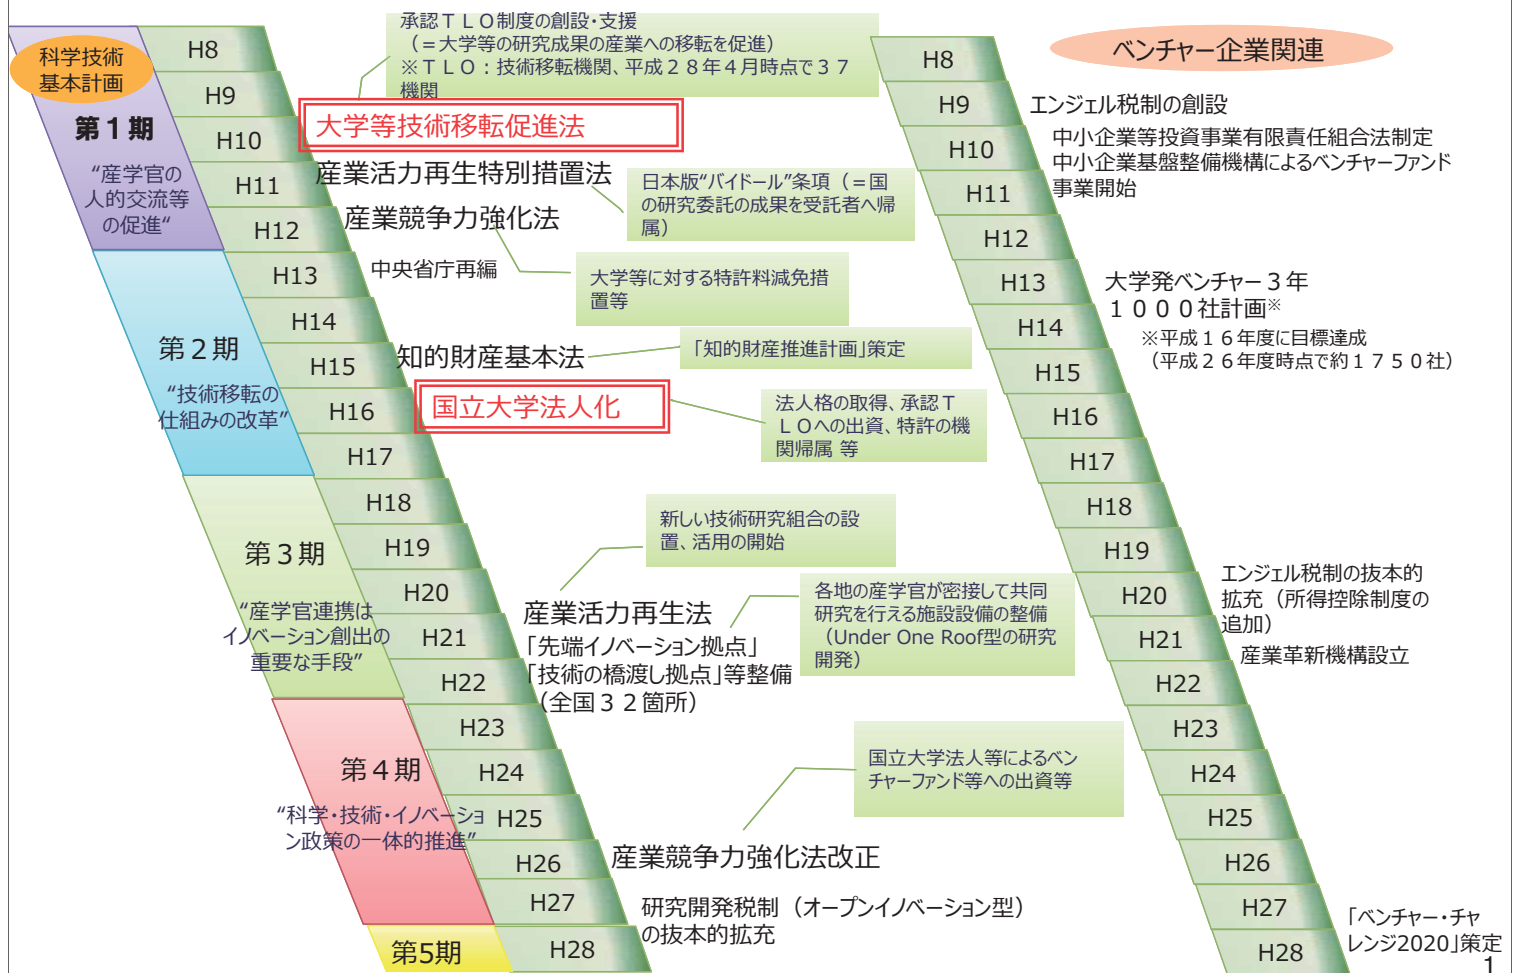 科学技術
基本計画
第１期
“産学官の
人的交流等
の促進“
第２期
“技術移転の
仕組みの改革”
第３期
“産学官連携は
イノベーション創出の
重要な手段”
第４期
“科学・技術・イノベーショ
ン政策の一体的推進”
第5期
H8
H9
H10
H11
H12
H13
H14
H15
H16
H17
H18
H19
H20
H21
H22
H23
H24
H25
H26
H27
H28
承認ＴＬＯ制度の創設・支援
（＝大学等の研究成果の産業への移転を促進）
※ＴＬＯ：技術移転機関、平成２８年４月時点で３７
機関
大学等技術移転促進法
産業活力再生特別措置法
日本版“バイドール”条項（＝国
の研究委託の成果を受託者へ帰
属）
産業競争力強化法
中央省庁再編
大学等に対する特許料減免措
置等
知的財産基本法
「知的財産推進計画」策定
国立大学法人化
法人格の取得、承認Ｔ
ＬＯへの出資、特許の機
関帰属 等
新しい技術研究組合の設
置、活用の開始
産業活力再生法
「先端イノベーション拠点」
「技術の橋渡し拠点」等整備
（全国３２箇所）
各地の産学官が密接して共同
研究を行える施設設備の整備
（Under One Roof型の研究
開発）
国立大学法人等によるベン
チャーファンド等への出資等
産業競争力強化法改正
研究開発税制（オープンイノベーション型）
の抜本的拡充
ベンチャー企業関連
H8
H9
H10
H11
H12
H13
H14
H15
H16
H17
H18
H19
H20
H21
H22
H23
H24
H25
H26
H27
H28
エンジェル税制の創設
中小企業等投資事業有限責任組合法制定
中小企業基盤整備機構によるベンチャーファンド
事業開始
大学発ベンチャー３年
１０００社計画※
※平成１６年度に目標達成
（平成２６年度時点で約１７５０社）
エンジェル税制の抜本的
拡充（所得控除制度の
追加）
産業革新機構設立
「ベンチャー・チャ
レンジ2020」策定
1